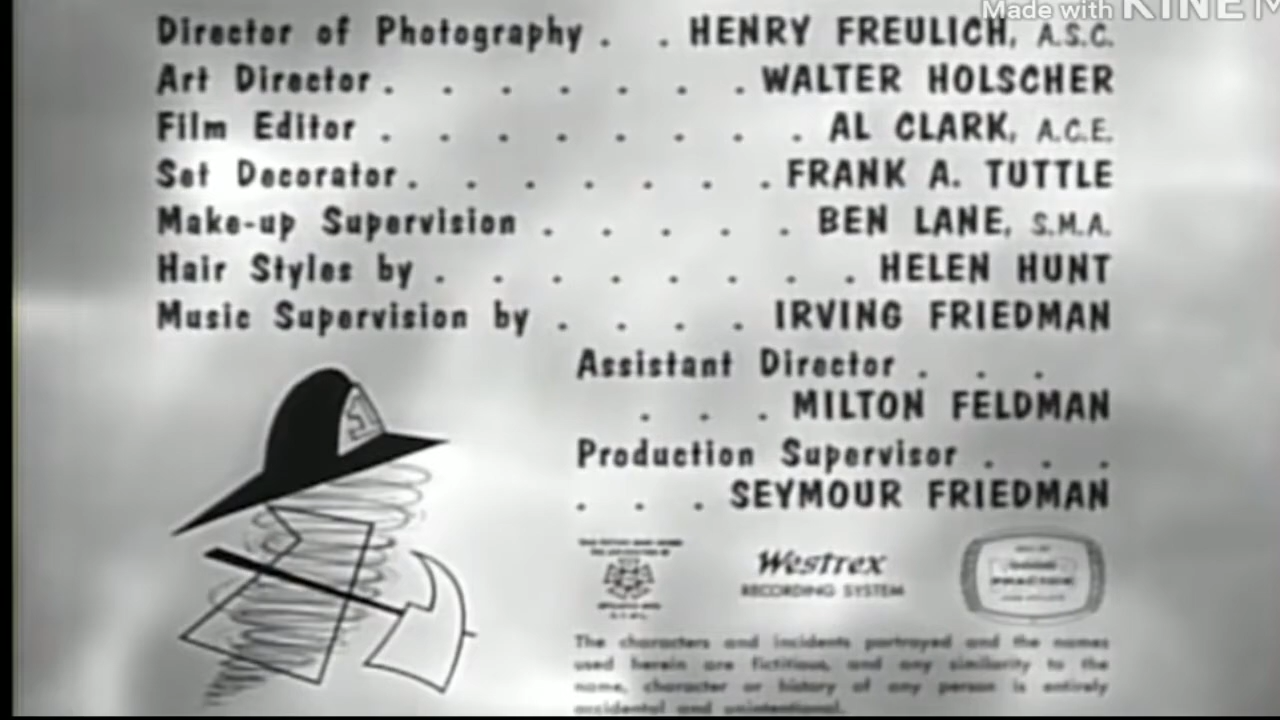 Made with KINEM
Director of Photography . . HENRY FREULICH, A.S.C.
Art Director . . . . . . . WALTER HOLSCHER
Film Editor . . . . . . . . AL CLARK, A.C.E.
Set Decorator . . . . . . . FRANK A. TUTTLE
Make-up Supervision . . . . . BEN LANE, S.M.A.
Hair Styles by . . . . . . . . HELEN HUNT
Music Supervision by . . . . IRVING FRIEDMAN
Assistant Director . . .
. . . MILTON FELDMAN
Production Supervisor . . .
. . . SEYMOUR FRIEDMAN
Westrex
RECORDING SYSTEM
The characters and incidents portrayed and the names
used herein are fictitious, and any similarity to the
name, character or history of any person is entirely
accidental and unintentional.